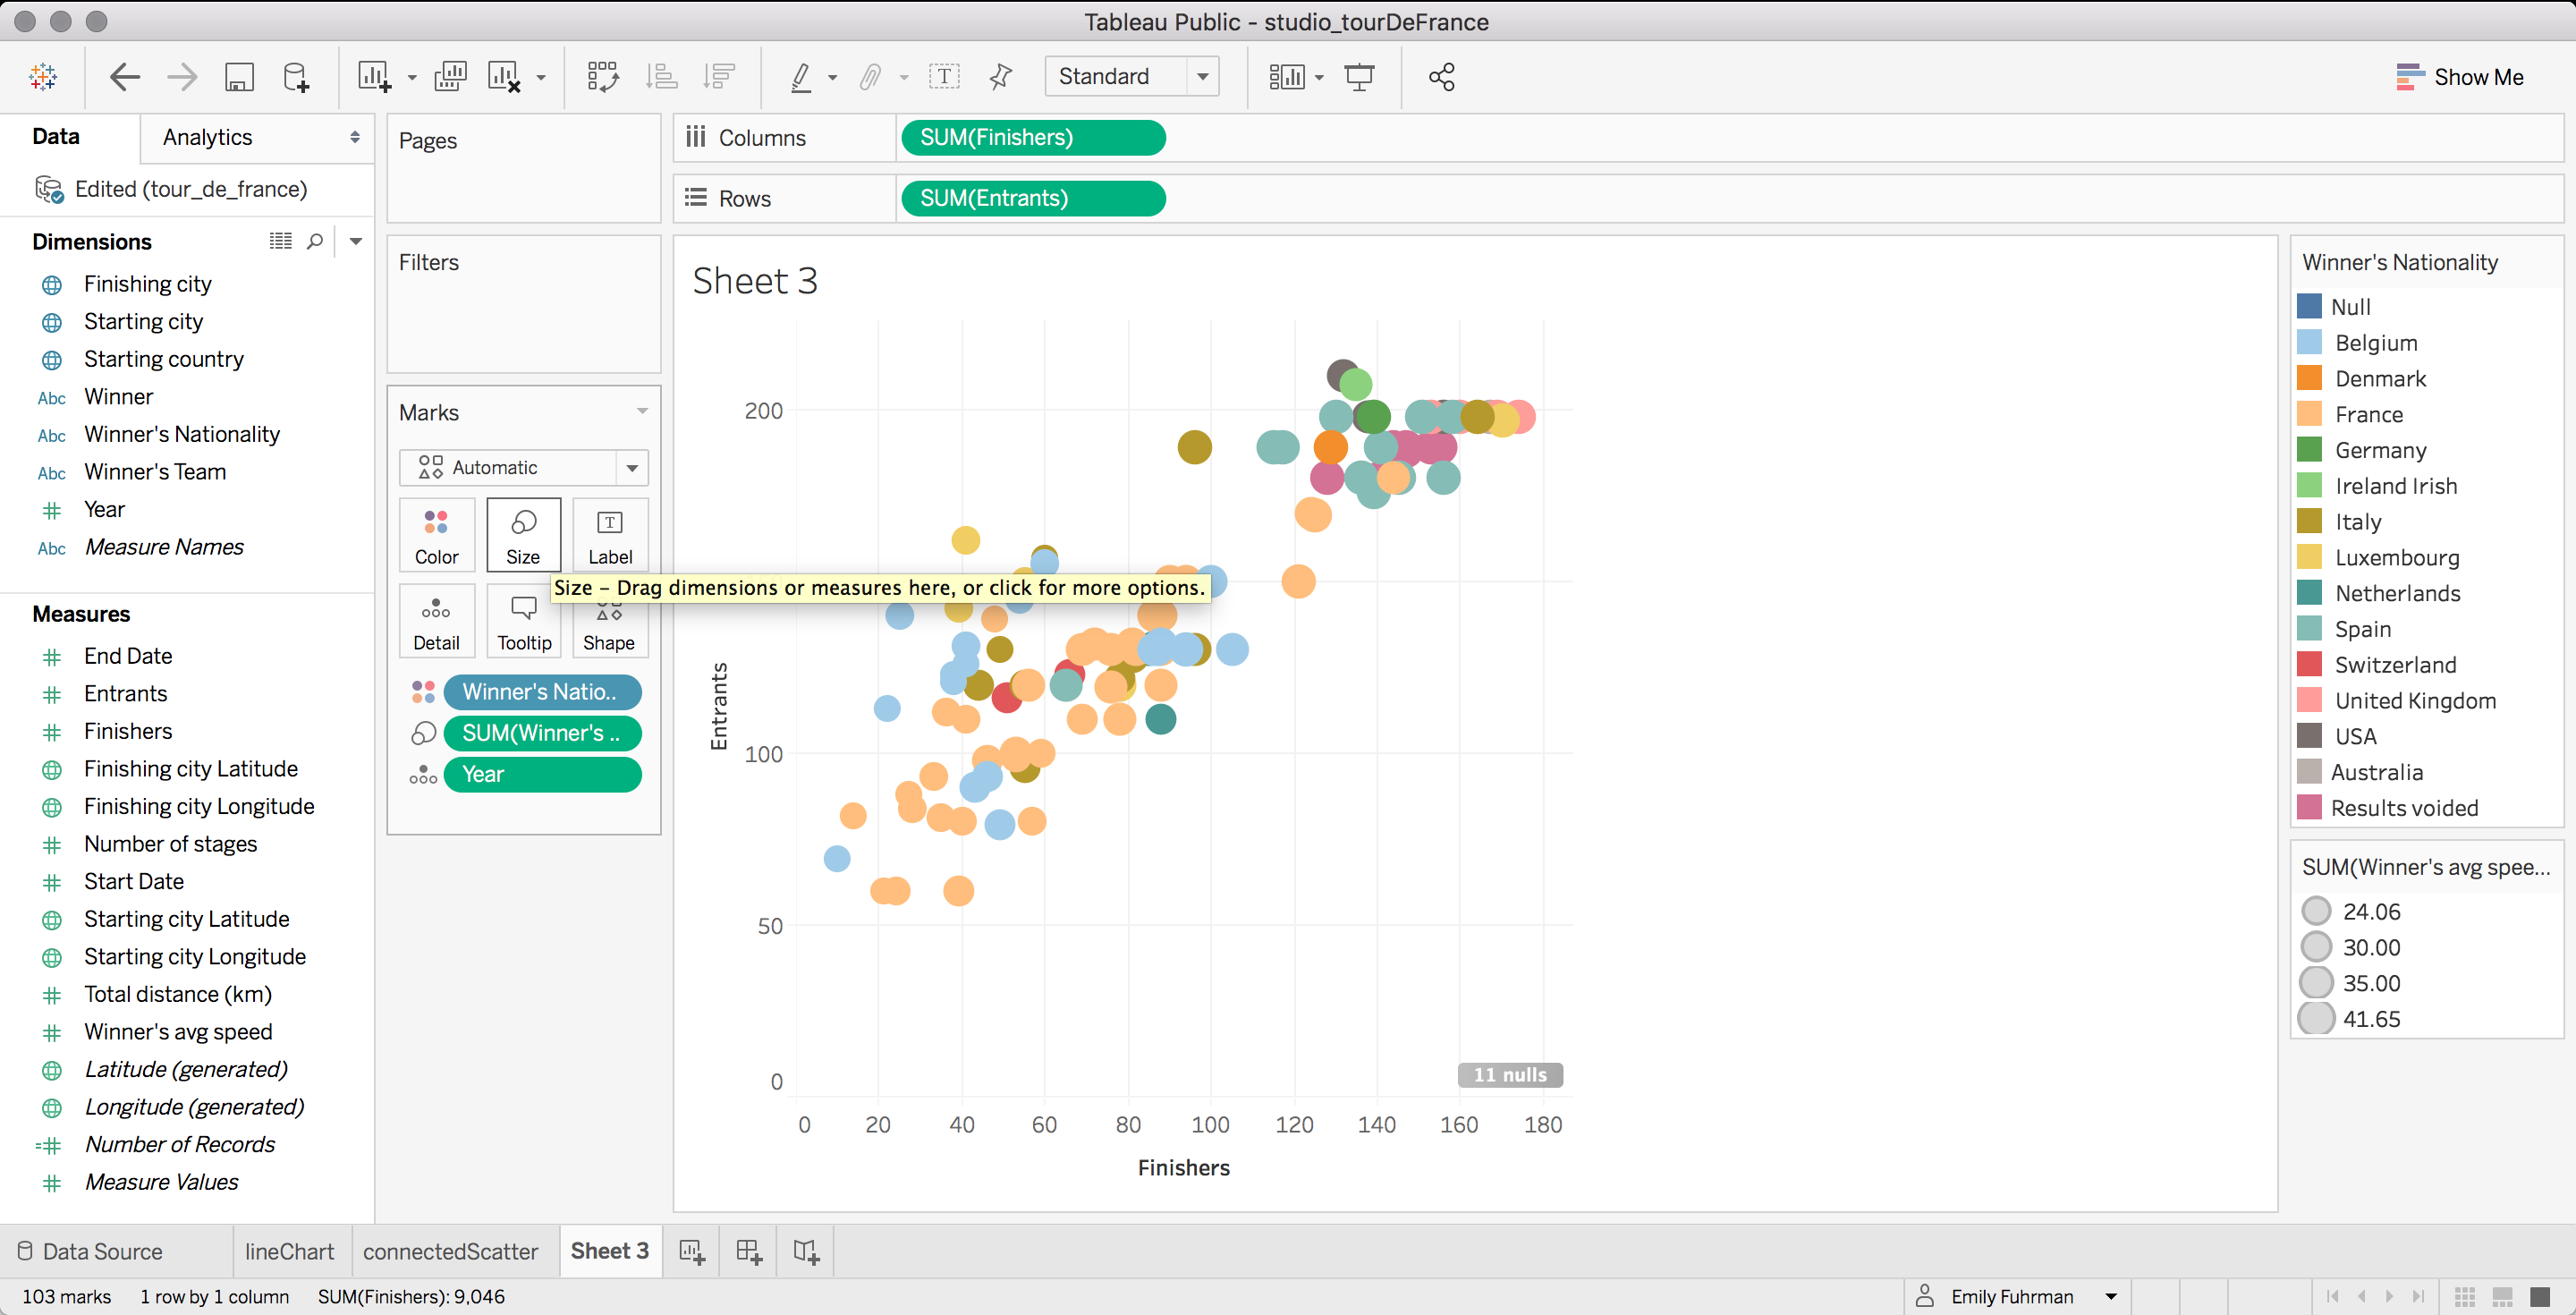 Tableau Public - studio_tourDeFrance
Standard
Show Me
Data
Analytics
Edited (tour_de_france)
Dimensions
Finishing city
Starting city
Starting country
Abc Winner
Abc Winner's Nationality
Abc Winner's Team
Year
Abc Measure Names
Measures
End Date
Entrants
Finishers
Finishing city Latitude
Finishing city Longitude
Number of stages
Start Date
Starting city Latitude
Starting city Longitude
Total distance (km)
Winner's avg speed
Latitude (generated)
Longitude (generated)
Number of Records
Measure Values
Pages
Filters
Marks
Automatic
Color
Size
Label
Size – Drag dimensions or measures here, or click for more options.
Detail
Tooltip
Shape
Winner's Natio..
SUM(Winner's ..
Year
Columns
SUM(Finishers)
Rows
SUM(Entrants)
Sheet 3
200
100
50
0
Entrants
0 20 40 60 80 100 120 140 160 180
Finishers
11 nulls
Winner's Nationality
Null
Belgium
Denmark
France
Germany
Ireland Irish
Italy
Luxembourg
Netherlands
Spain
Switzerland
United Kingdom
USA
Australia
Results voided
SUM(Winner's avg spee...
24.06
30.00
35.00
41.65
Data Source
lineChart
connectedScatter
Sheet 3
103 marks
1 row by 1 column
SUM(Finishers): 9,046
Emily Fuhrman